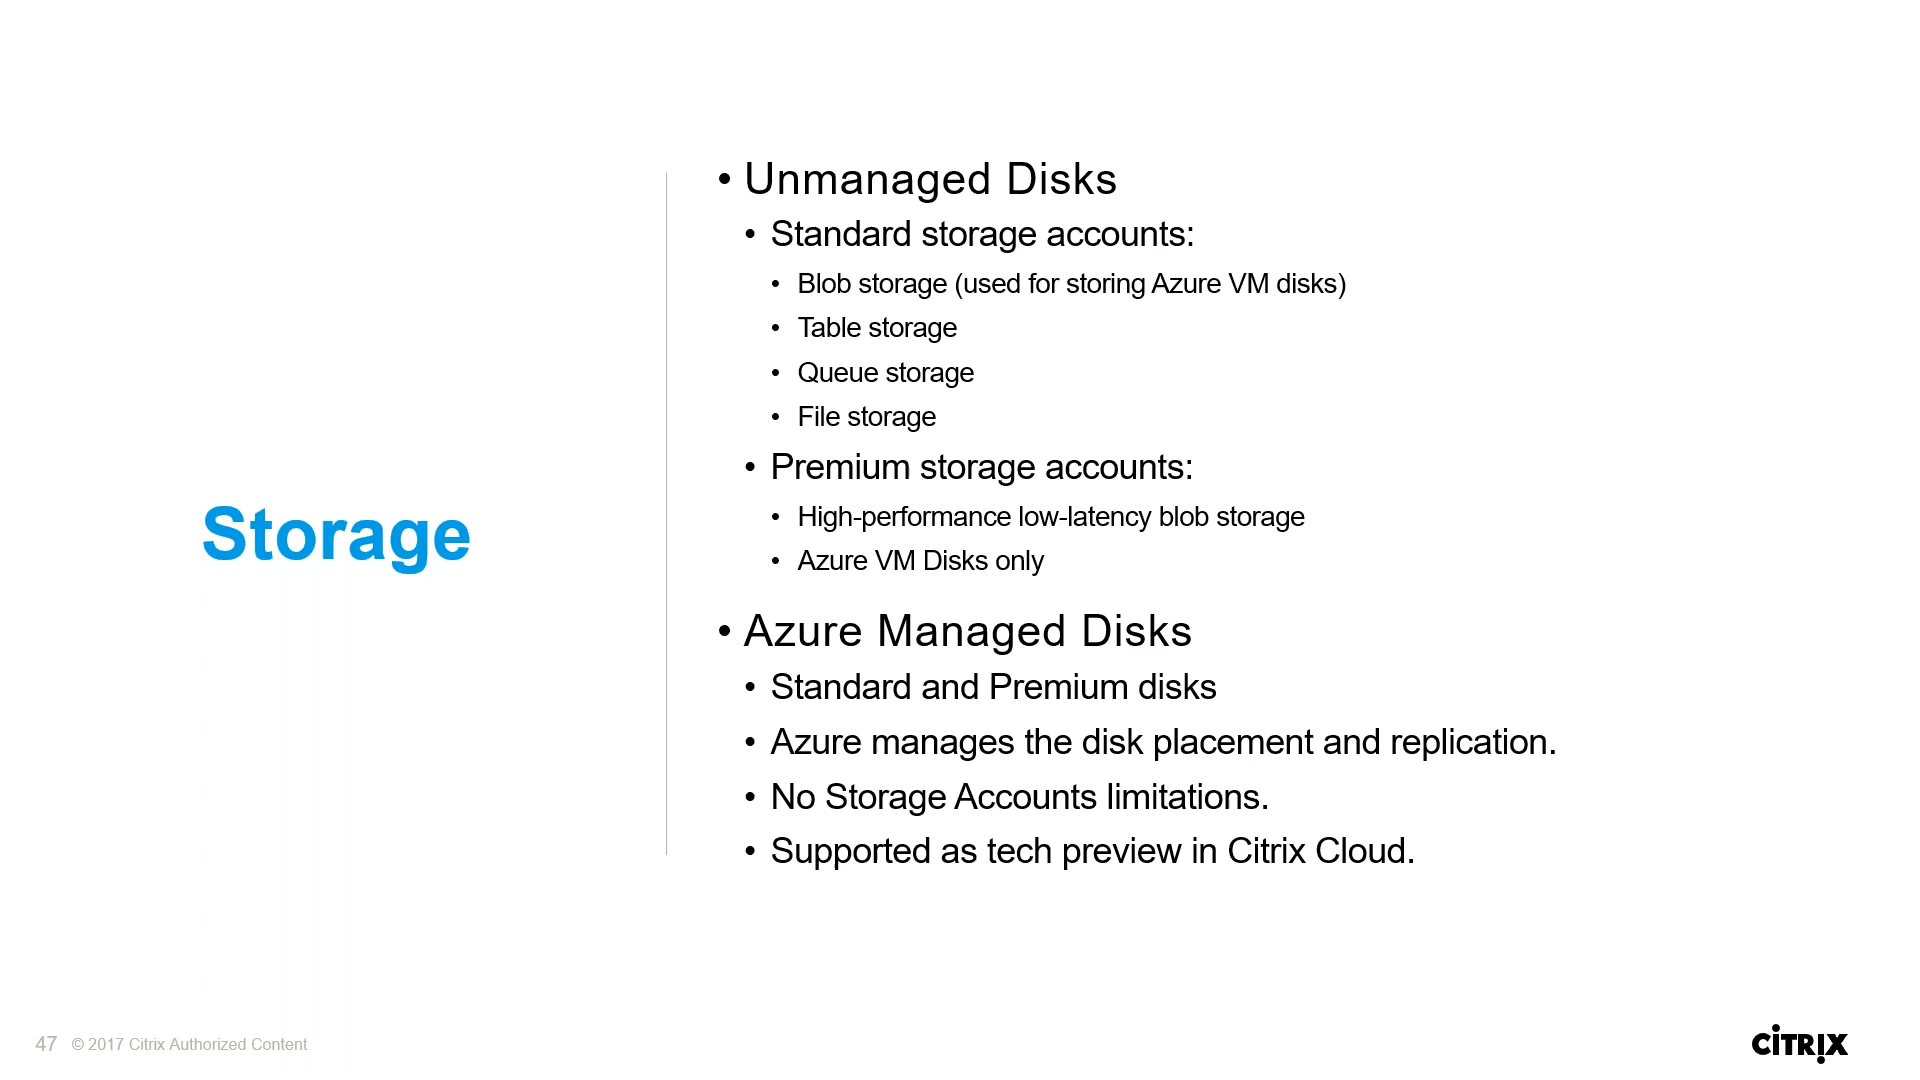 Storage
• Unmanaged Disks
• Standard storage accounts:
• Blob storage (used for storing Azure VM disks)
• Table storage
• Queue storage
• File storage
• Premium storage accounts:
• High-performance low-latency blob storage
• Azure VM Disks only
• Azure Managed Disks
• Standard and Premium disks
• Azure manages the disk placement and replication.
• No Storage Accounts limitations.
• Supported as tech preview in Citrix Cloud.
47 © 2017 Citrix Authorized Content
CİTRIX